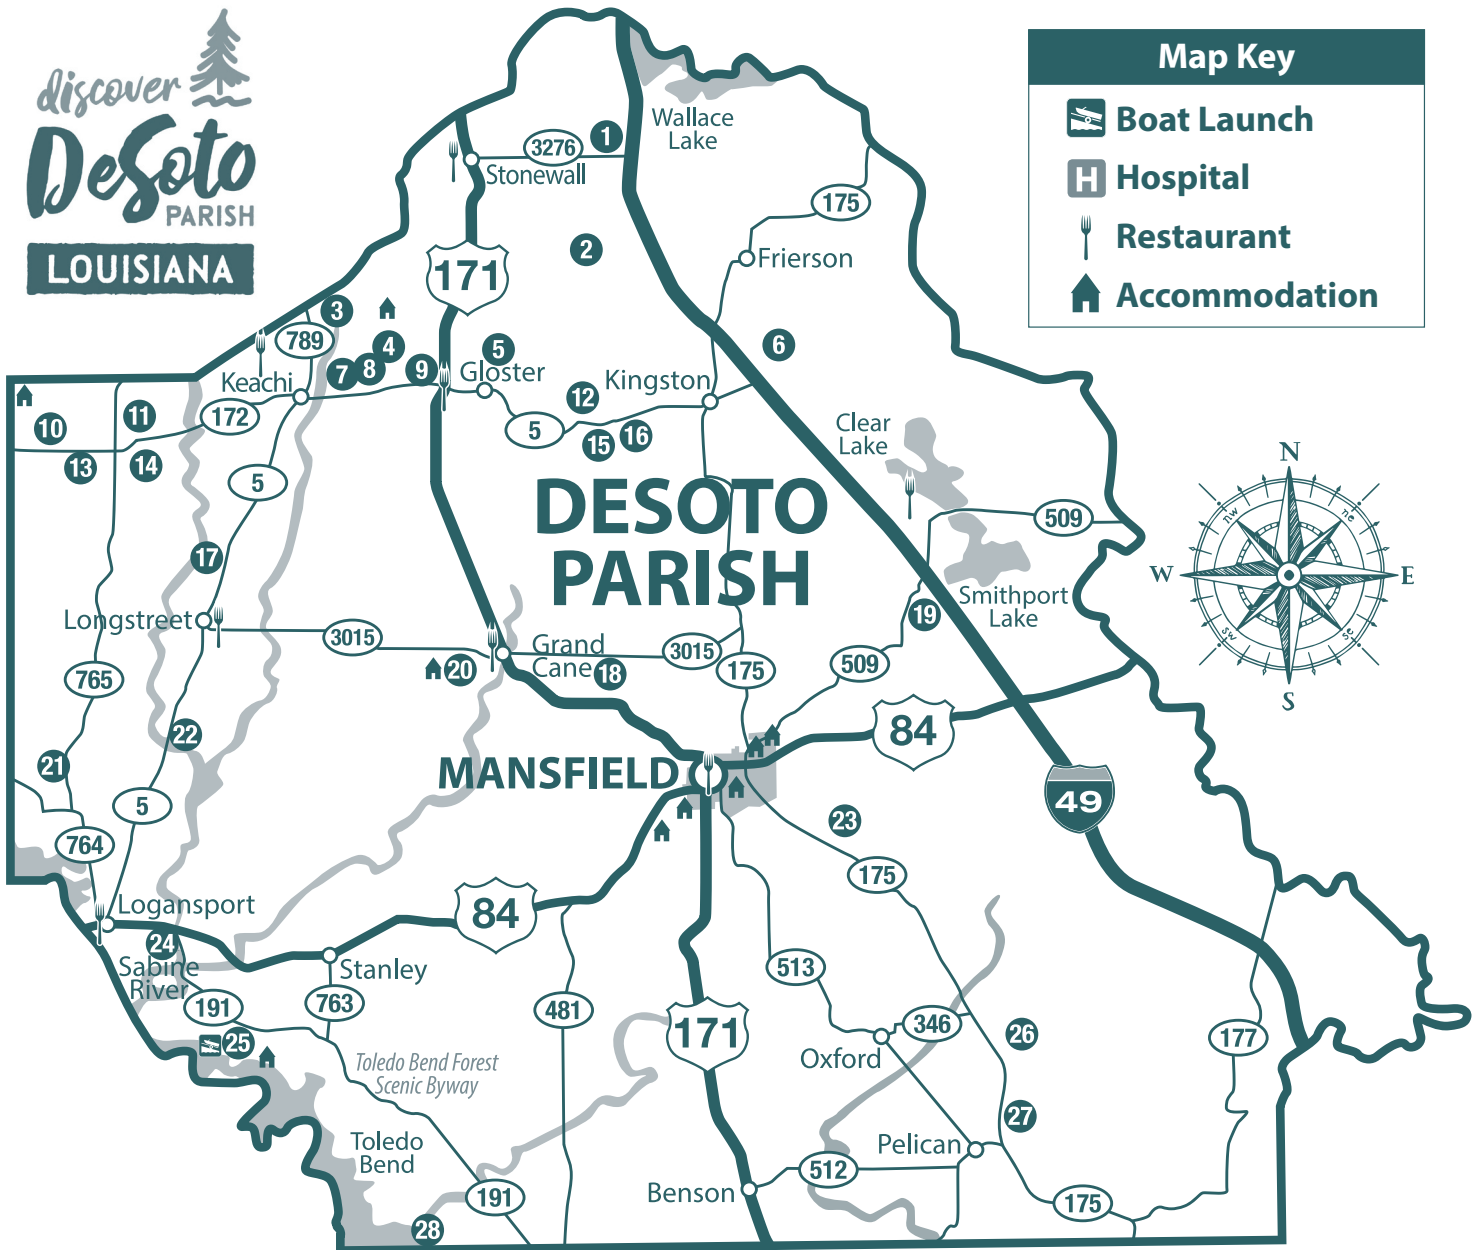 discover
DeSoto
PARISH
LOUISIANA
Map Key
Boat Launch
H Hospital
Restaurant
Accommodation
Wallace
Lake
1
3276
Stonewall
175
2
171
Frierson
3
789
4
5
6
7
8
9
Gloster
Keachi
Kingston
172
10
11
12
5
15
16
13
14
Clear
Lake
5
DESOTO
PARISH
509
N
nw
ne
W
E
sw
se
S
17
Smithport
Lake
19
Longstreet
3015
Grand
Cane
18
3015
509
20
765
175
84
22
MANSFIELD
21
49
5
23
764
175
Logansport
84
24
Sabine
River
Stanley
513
191
763
481
171
346
26
177
25
Oxford
Toledo Bend Forest
Scenic Byway
27
Toledo
Bend
Pelican
512
Benson
191
175
28